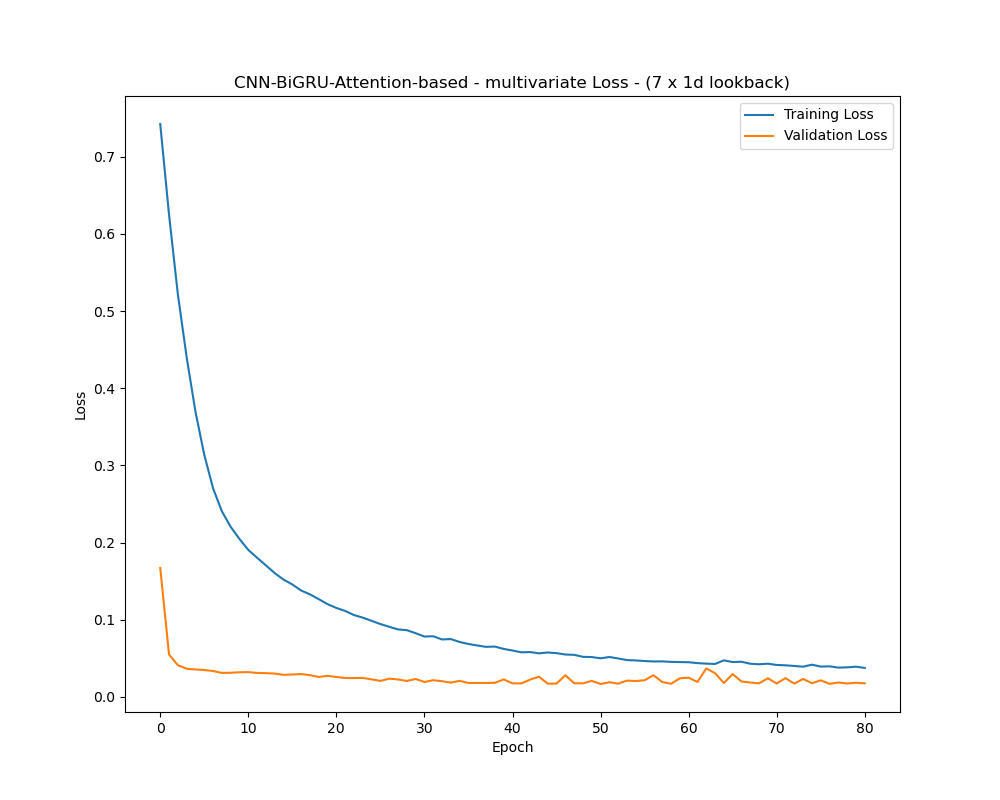 CNN-BiGRU-Attention-based - multivariate Loss - (7 x 1d lookback)
Training Loss
Validation Loss
0.7
0.6
0.5
0.4
0.3
0.2
0.1
0.0
Loss
0 10 20 30 40 50 60 70 80
Epoch